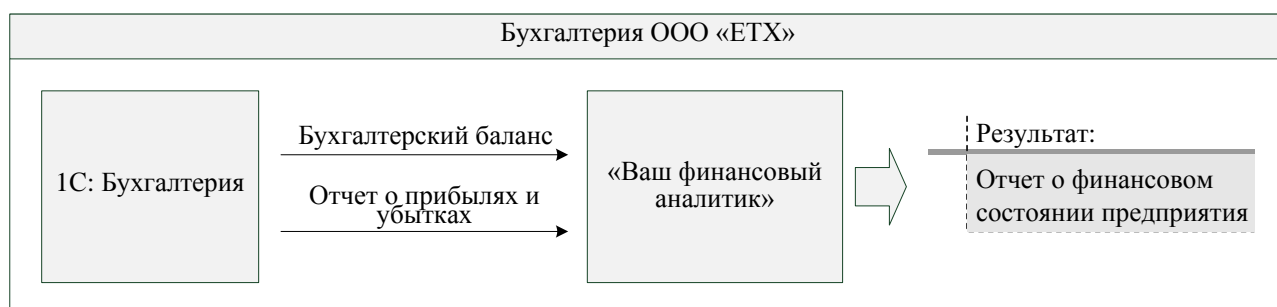 Бухгалтерия ООО «ЕТХ»
1С: Бухгалтерия
Бухгалтерский баланс
Отчет о прибылях и
убытках
«Ваш финансовый
аналитик»
Результат:
Отчет о финансовом
состоянии предприятия